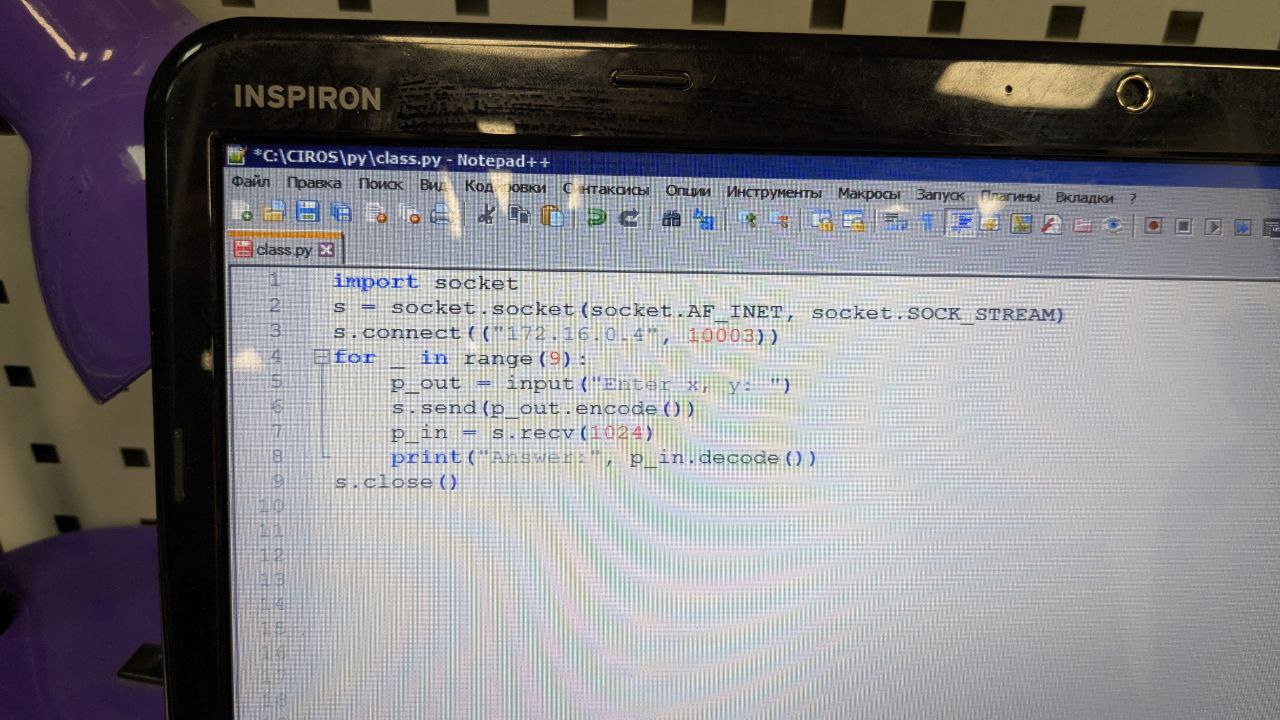 INSPIRON
*C:\CIROS\py\class.py - Notepad++
Файл Правка Поиск Вид Кодировки Синтаксисы Опции Инструменты Макросы Запуск Плагины Вкладки ?
class.py
1 import socket
2 s = socket.socket(socket.AF_INET, socket.SOCK_STREAM)
3 s.connect(("172.16.0.4", 10003))
4 for _ in range(9):
5 p_out = input("Enter x, y: ")
6 s.send(p_out.encode())
7 p_in = s.recv(1024)
8 print("Answer:", p_in.decode())
9 s.close()
10
11
12
13
14
15
16
17
18